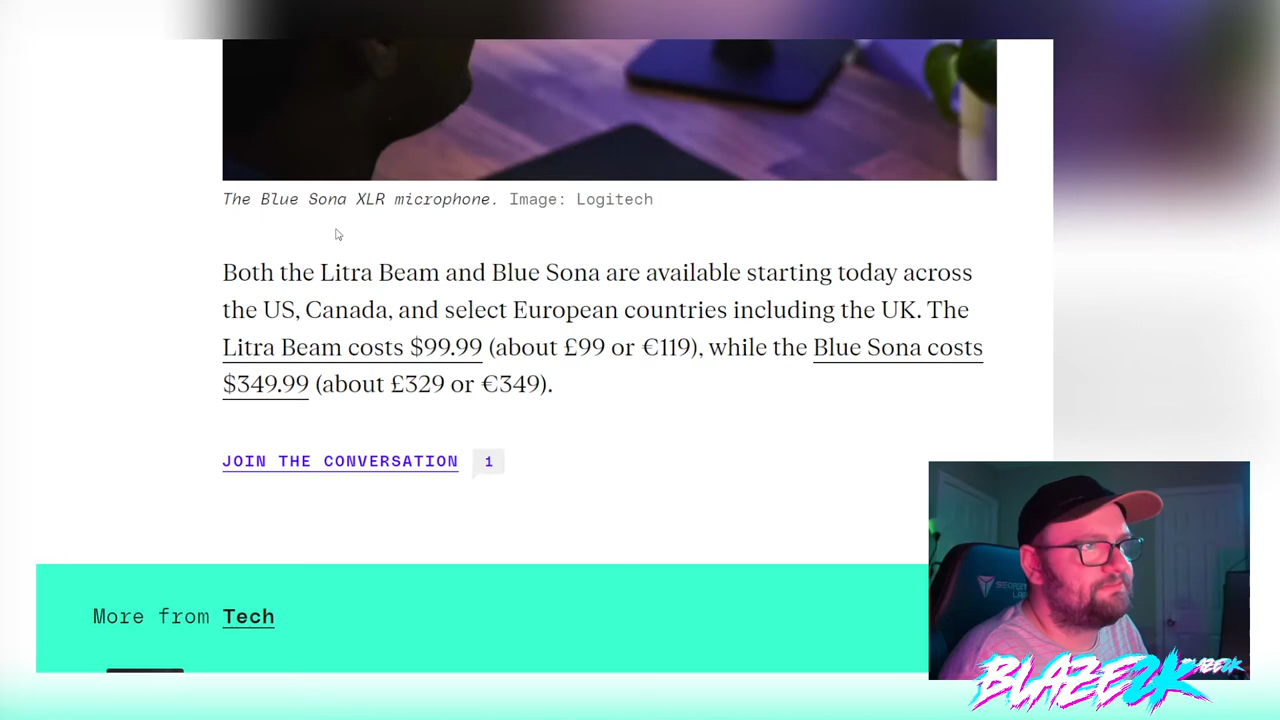 The Blue Sona XLR microphone. Image: Logitech
Both the Litra Beam and Blue Sona are available starting today across
the US, Canada, and select European countries including the UK. The
Litra Beam costs $99.99 (about £99 or €119), while the Blue Sona costs
$349.99 (about £329 or €349).
JOIN THE CONVERSATION 1
More from Tech
BLAZE2K
BLAZE2K